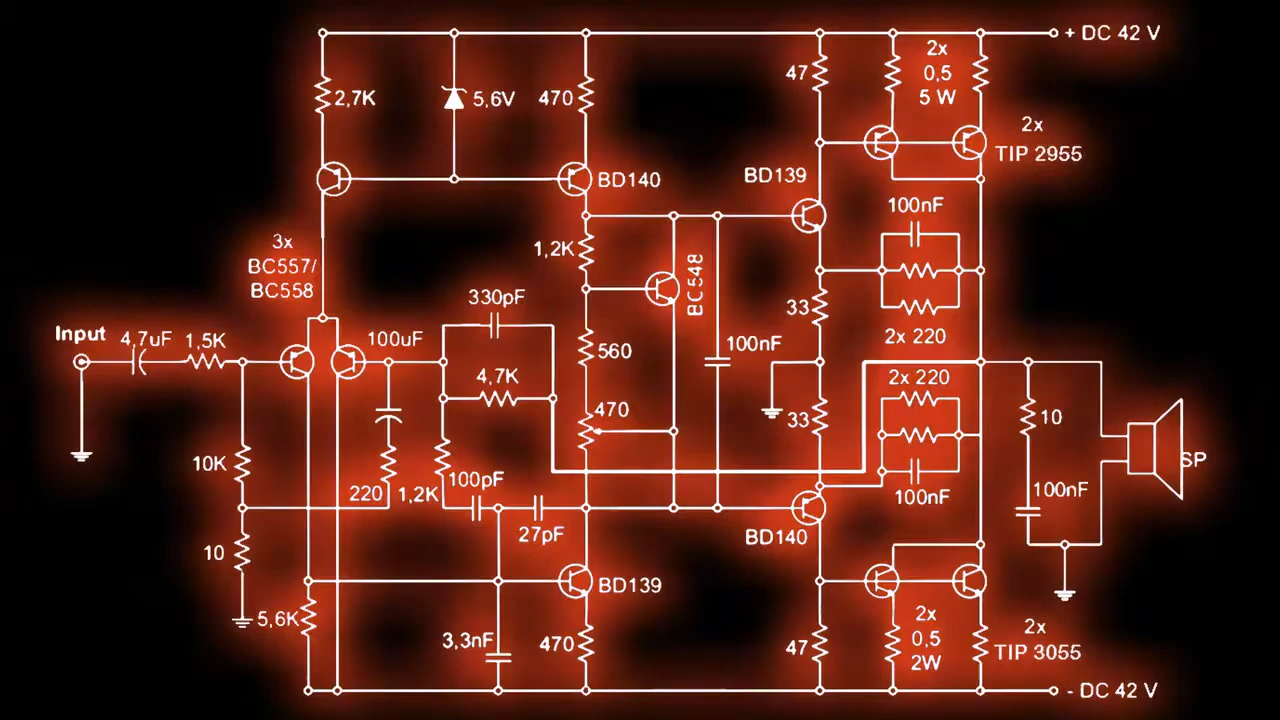 + DC 42 V
2x
0,5
5 W
47
2,7K
5,6V
470
2x
TIP 2955
BD140
BD139
100nF
3x
BC557/
BC558
1,2K
BC548
330pF
33
Input
4,7uF
1,5K
100uF
2x 220
100nF
560
4,7K
2x 220
470
33
10
SP
10K
100pF
220
1,2K
100nF
100nF
27pF
BD140
10
BD139
5,6K
2x
0,5
2W
2x
TIP 3055
3,3nF
470
47
- DC 42 V